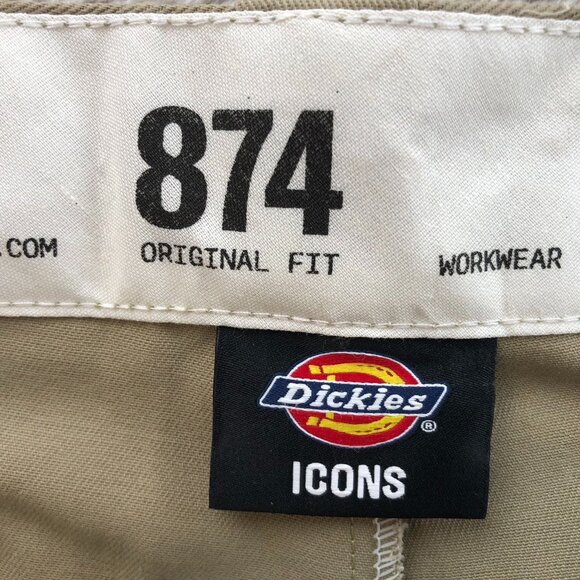 874
ORIGINAL FIT
.COM
WORKWEAR
Dickies®
ICONS